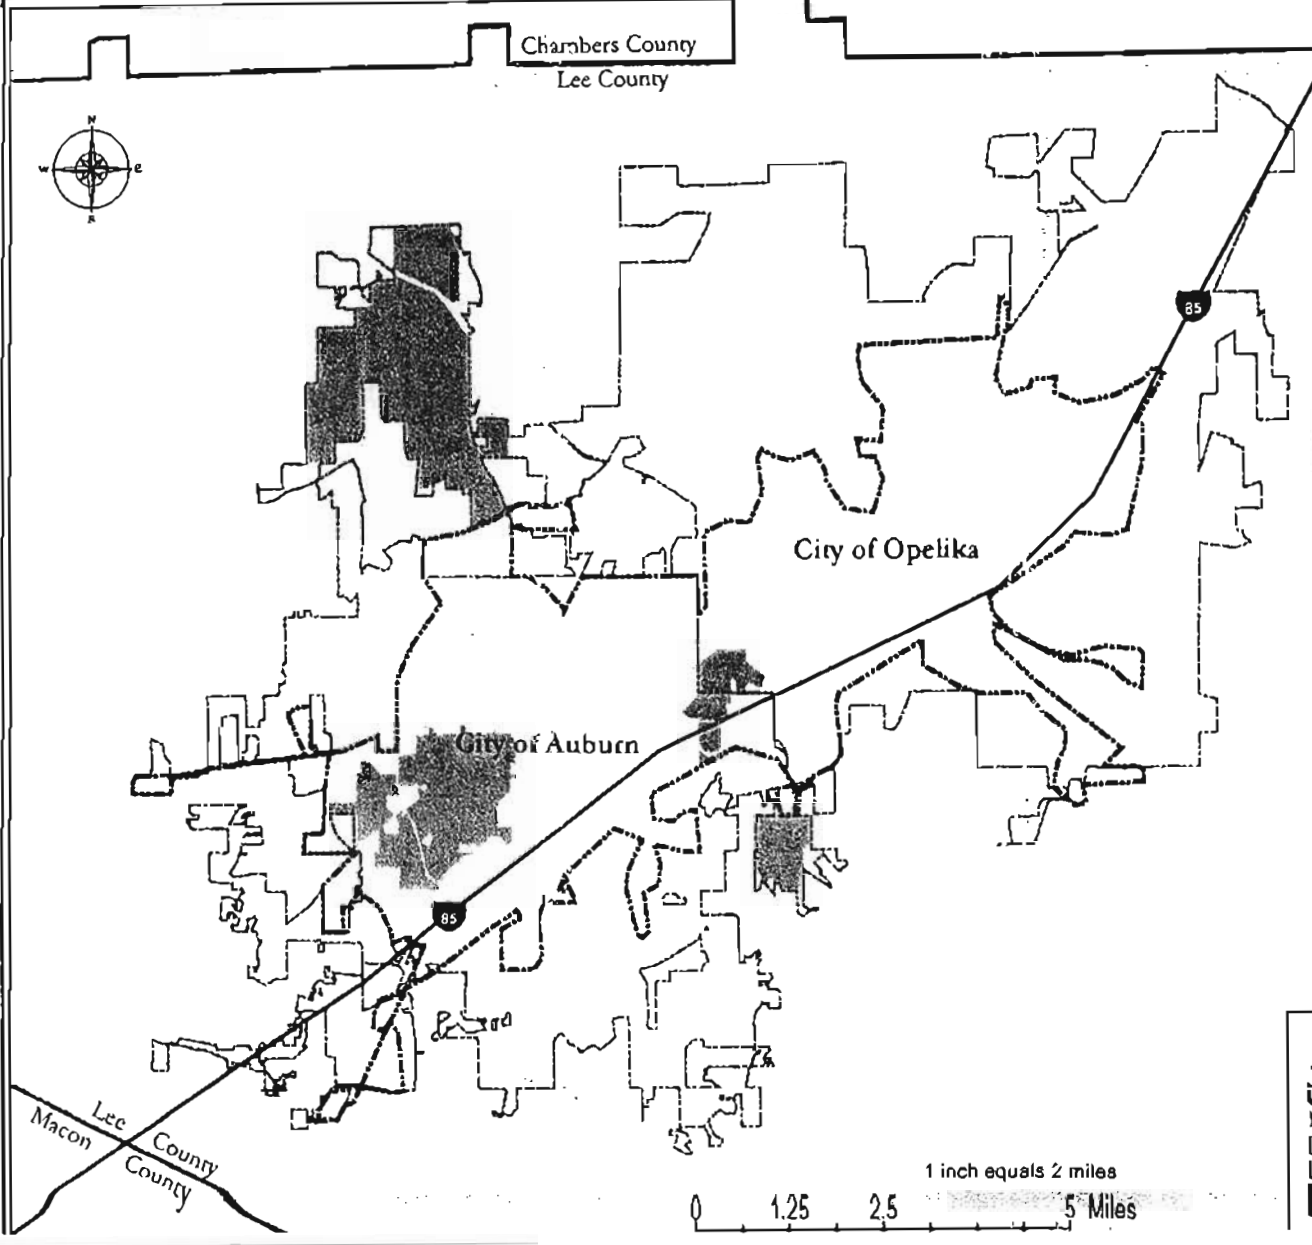 Chambers County
Lee County
N
W
E
S
85
City of Opelika
City of Auburn
85
Lee County
Macon County
1 inch equals 2 miles
0 1.25 2.5 5 Miles